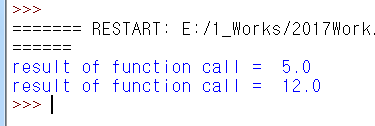 >>>
======= RESTART: E:/1_Works/2017Work.
======
result of function call =  5.0
result of function call =  12.0
>>>